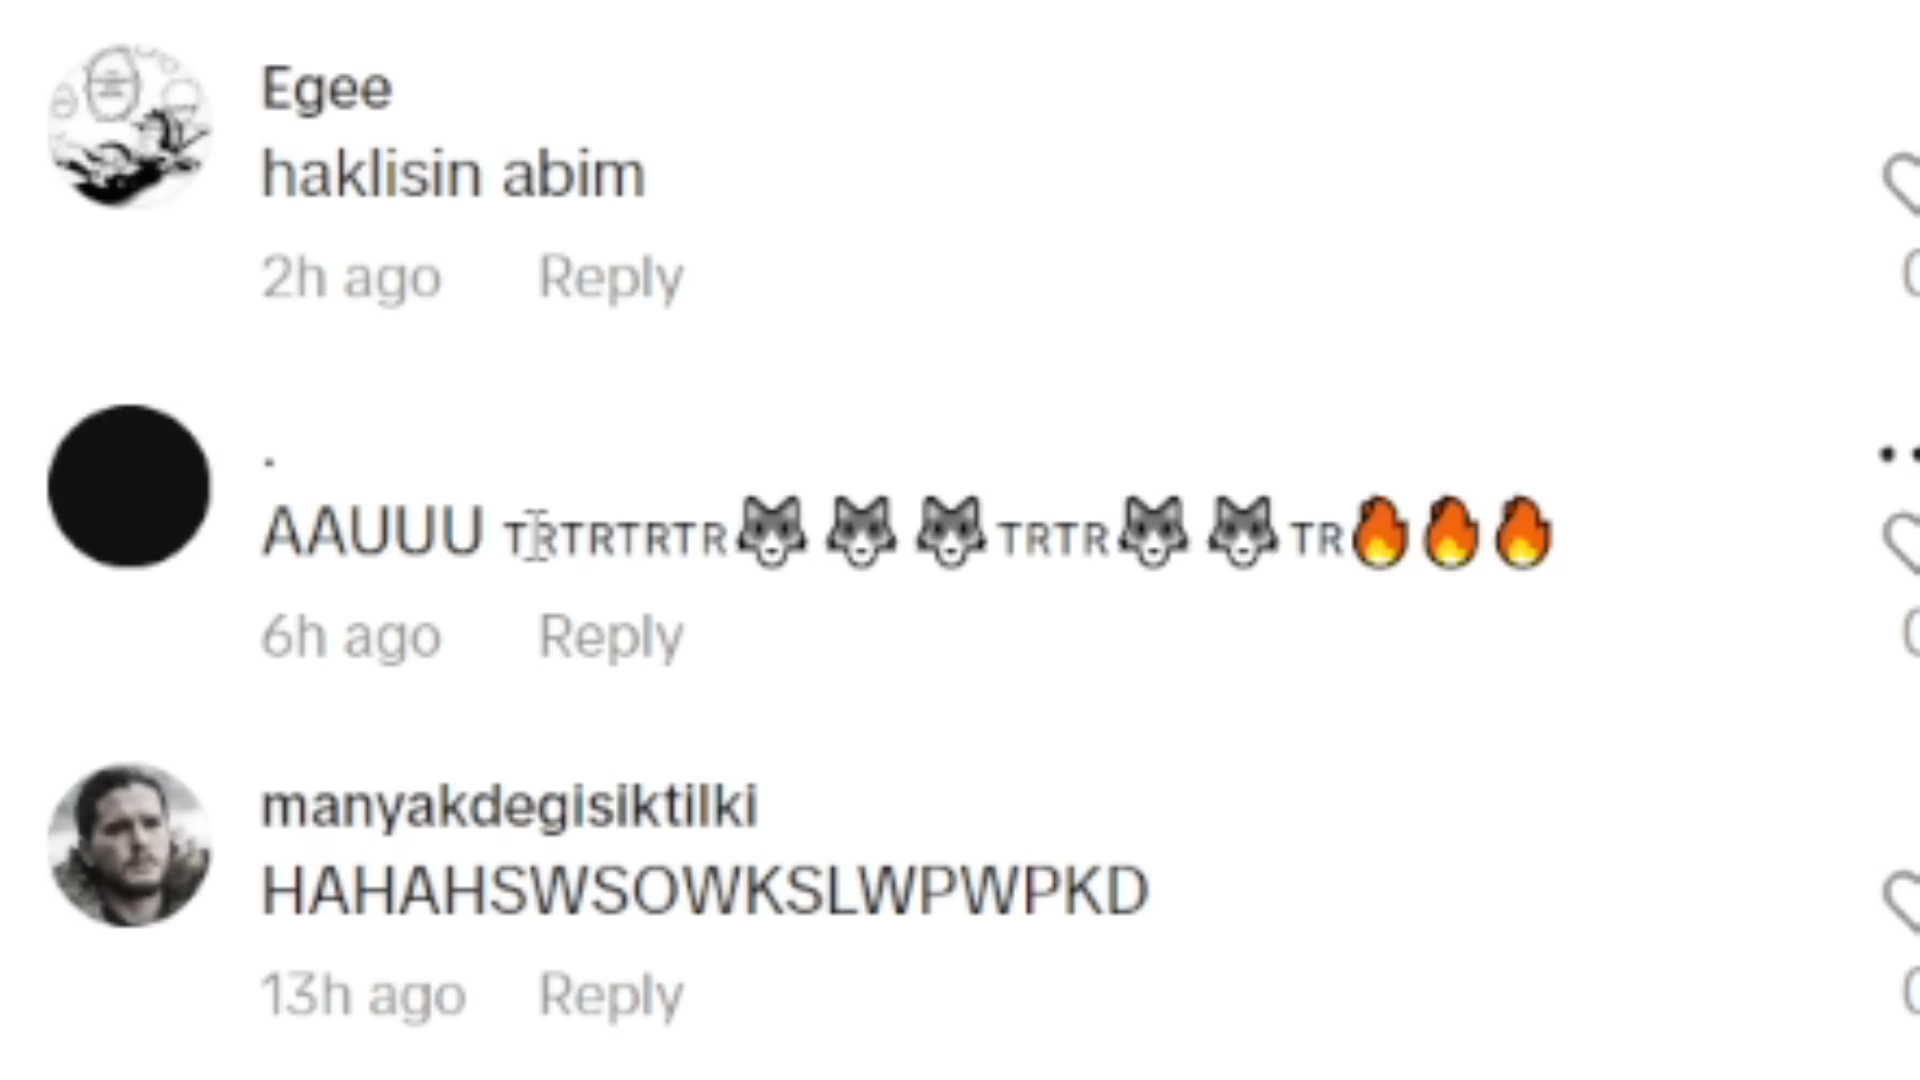 Egee
haklisin abim
2h ago Reply
.
AAUUU TRTRTRTR🐺🐺🐺TRTR🐺🐺TR🔥🔥🔥
6h ago Reply
manyakdegisiktilki
HAHAHSWSOWKSLWPWPKD
13h ago Reply